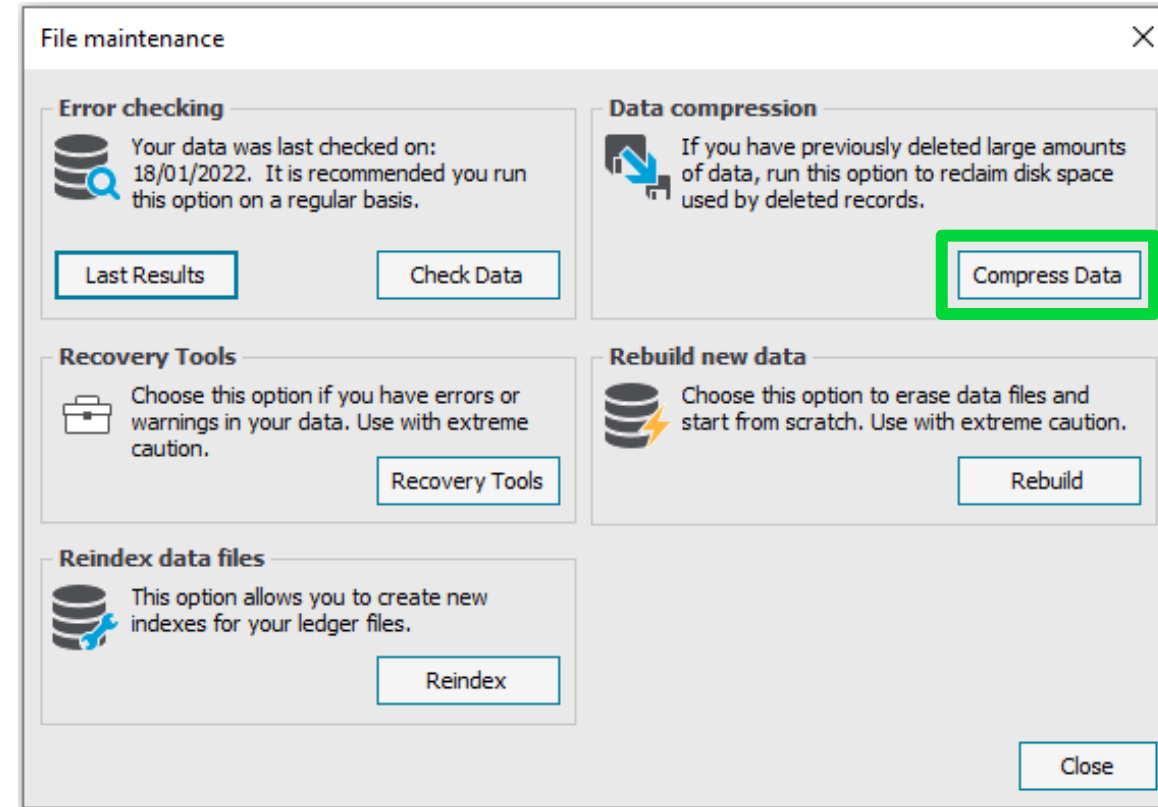 File maintenance
Error checking
Your data was last checked on:
18/01/2022.  It is recommended you run
this option on a regular basis.
Last Results
Check Data
Data compression
If you have previously deleted large amounts
of data, run this option to reclaim disk space
used by deleted records.
Compress Data
Recovery Tools
Choose this option if you have errors or
warnings in your data. Use with extreme
caution.
Recovery Tools
Rebuild new data
Choose this option to erase data files and
start from scratch. Use with extreme caution.
Rebuild
Reindex data files
This option allows you to create new
indexes for your ledger files.
Reindex
Close